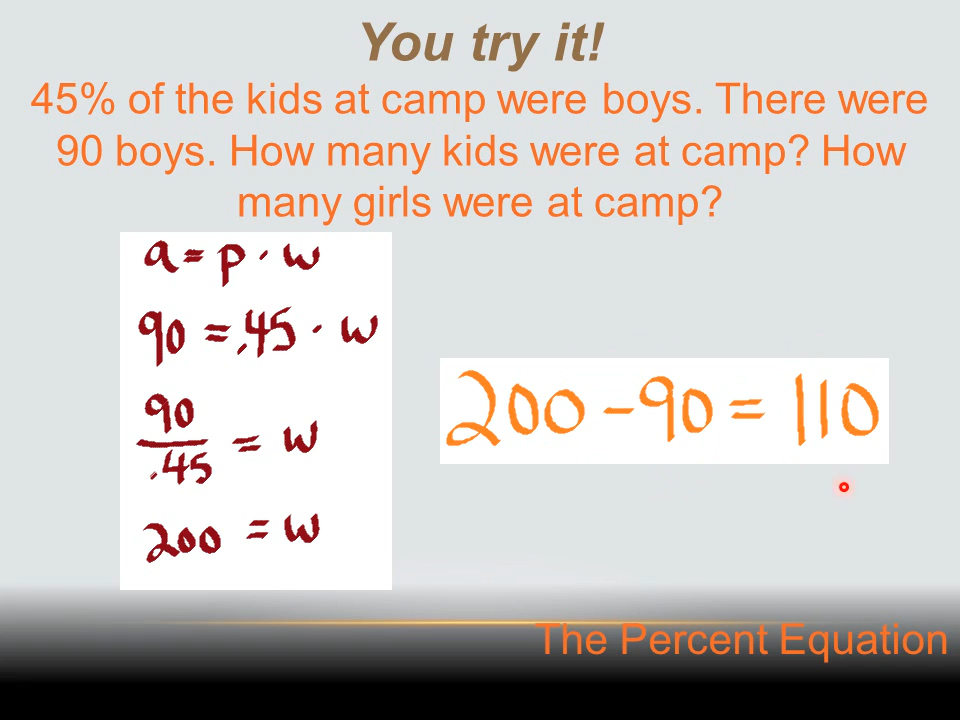 You try it!
45% of the kids at camp were boys. There were
90 boys. How many kids were at camp? How
many girls were at camp?
a = p · w
90 = .45 · w
90
.45 = w
200 = w
200 - 90 = 110
The Percent Equation